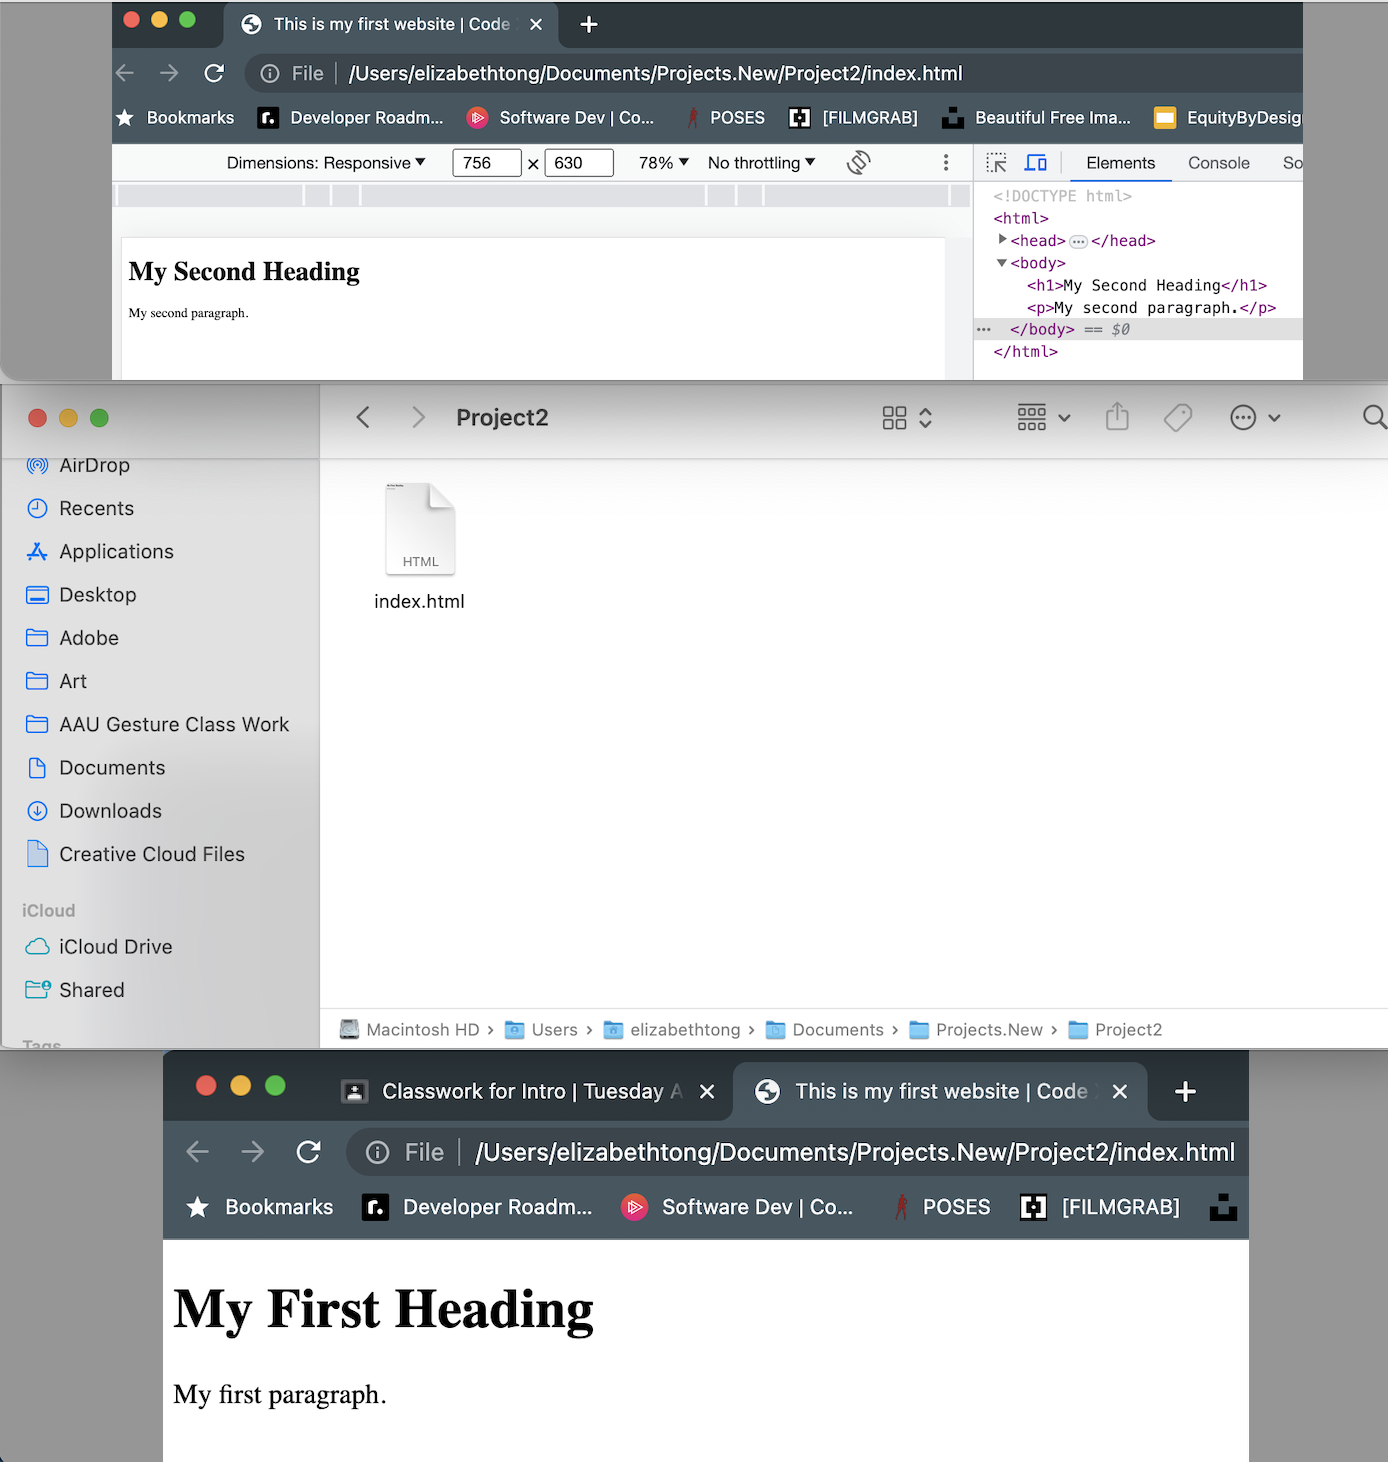 This is my first website | Code
File /Users/elizabethtong/Documents/Projects.New/Project2/index.html
Bookmarks Developer Roadm... Software Dev | Co... POSES [FILMGRAB] Beautiful Free Ima... EquityByDesig
Dimensions: Responsive 756 × 630 78% No throttling Elements Console So
<!DOCTYPE html>
<html>
<head> ... </head>
<body>
<h1>My Second Heading</h1>
<p>My second paragraph.</p>
... </body> == $0
</html>
My Second Heading
My second paragraph.
Project2
AirDrop
Recents
Applications
Desktop
Adobe
Art
AAU Gesture Class Work
Documents
Downloads
Creative Cloud Files
iCloud
iCloud Drive
Shared
Tags
HTML
index.html
Macintosh HD › Users › elizabethtong › Documents › Projects.New › Project2
Classwork for Intro | Tuesday A This is my first website | Code
File /Users/elizabethtong/Documents/Projects.New/Project2/index.html
Bookmarks Developer Roadm... Software Dev | Co... POSES [FILMGRAB]
My First Heading
My first paragraph.